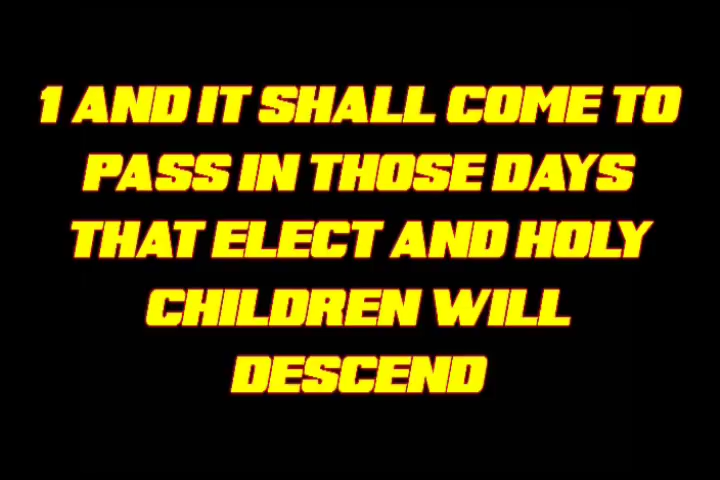 1 AND IT SHALL COME TO
PASS IN THOSE DAYS
THAT ELECT AND HOLY
CHILDREN WILL
DESCEND